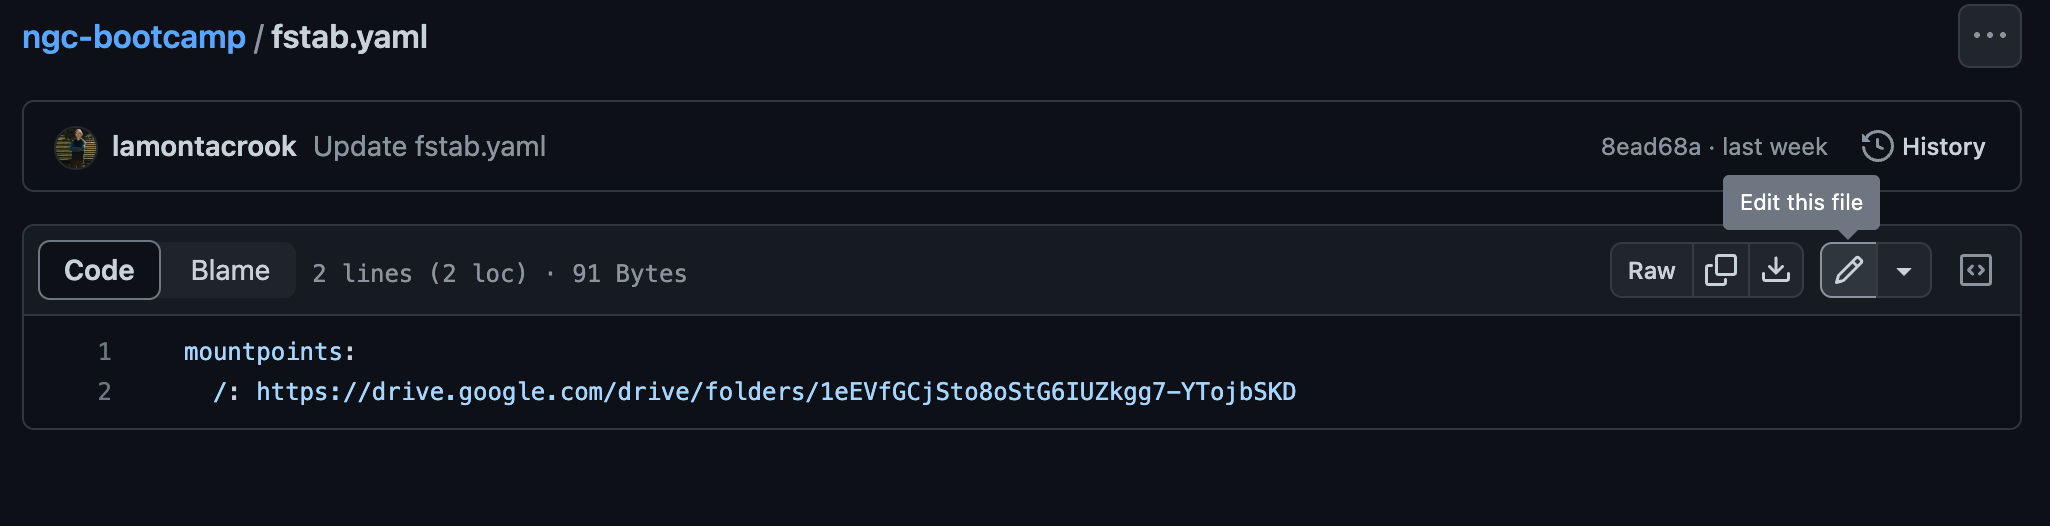 ngc-bootcamp / fstab.yaml
lamontacrook Update fstab.yaml
8ead68a · last week History
Edit this file
Code Blame 2 lines (2 loc) · 91 Bytes
Raw
1 mountpoints:
2 /: https://drive.google.com/drive/folders/1eEVfGCjSto8oStG6IUZkgg7-YTojbSKD